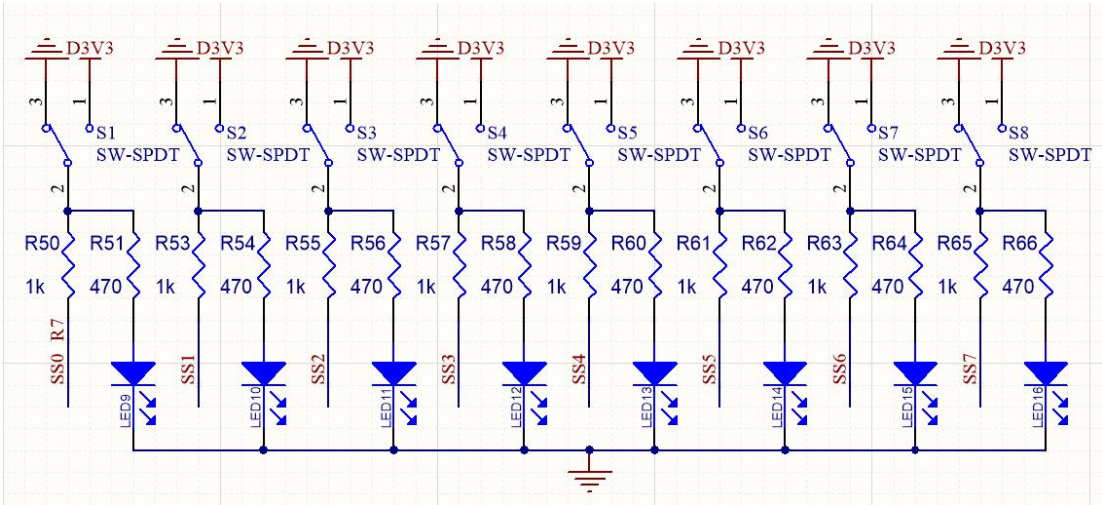 D3V3 D3V3 D3V3 D3V3 D3V3 D3V3 D3V3 D3V3
3 1 3 1 3 1 3 1 3 1 3 1 3 1 3 1
S1 S2 S3 S4 S5 S6 S7 S8
SW-SPDT SW-SPDT SW-SPDT SW-SPDT SW-SPDT SW-SPDT SW-SPDT SW-SPDT
2 2 2 2 2 2 2 2
R50 R51 R53 R54 R55 R56 R57 R58 R59 R60 R61 R62 R63 R64 R65 R66
1k 470 1k 470 1k 470 1k 470 1k 470 1k 470 1k 470 1k 470
SS0 R7 SS1 SS2 SS3 SS4 SS5 SS6 SS7
LED9 LED10 LED11 LED12 LED13 LED14 LED15 LED16